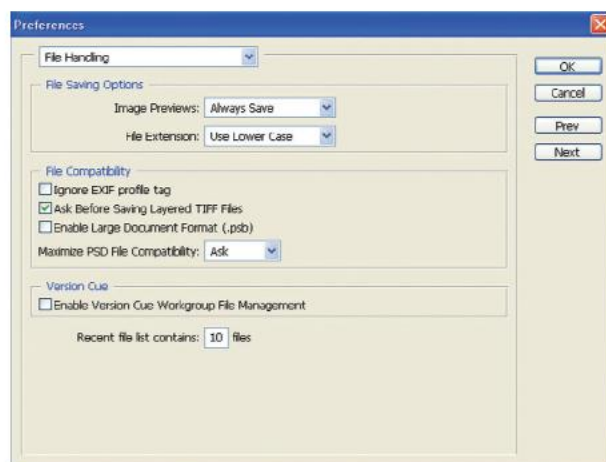 Preferences
File Handling
OK
Cancel
Prev
Next
File Saving Options
Image Previews: Always Save
File Extension: Use Lower Case
File Compatibility
Ignore EXIF profile tag
Ask Before Saving Layered TIFF Files
Enable Large Document Format (.psb)
Maximize PSD File Compatibility: Ask
Version Cue
Enable Version Cue Workgroup File Management
Recent file list contains: 10 files